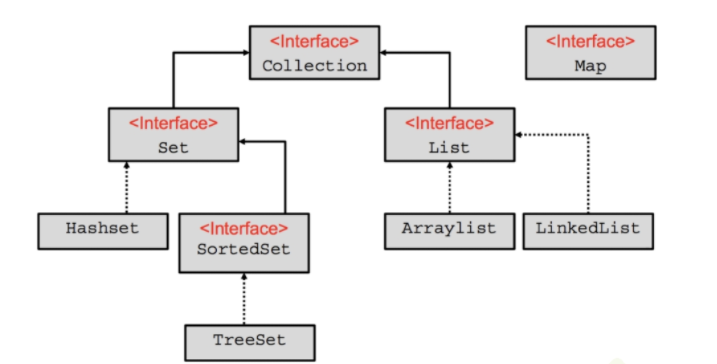 <Interface>
Collection
<Interface>
Map
<Interface>
Set
<Interface>
List
Hashset
<Interface>
SortedSet
Arraylist
LinkedList
TreeSet